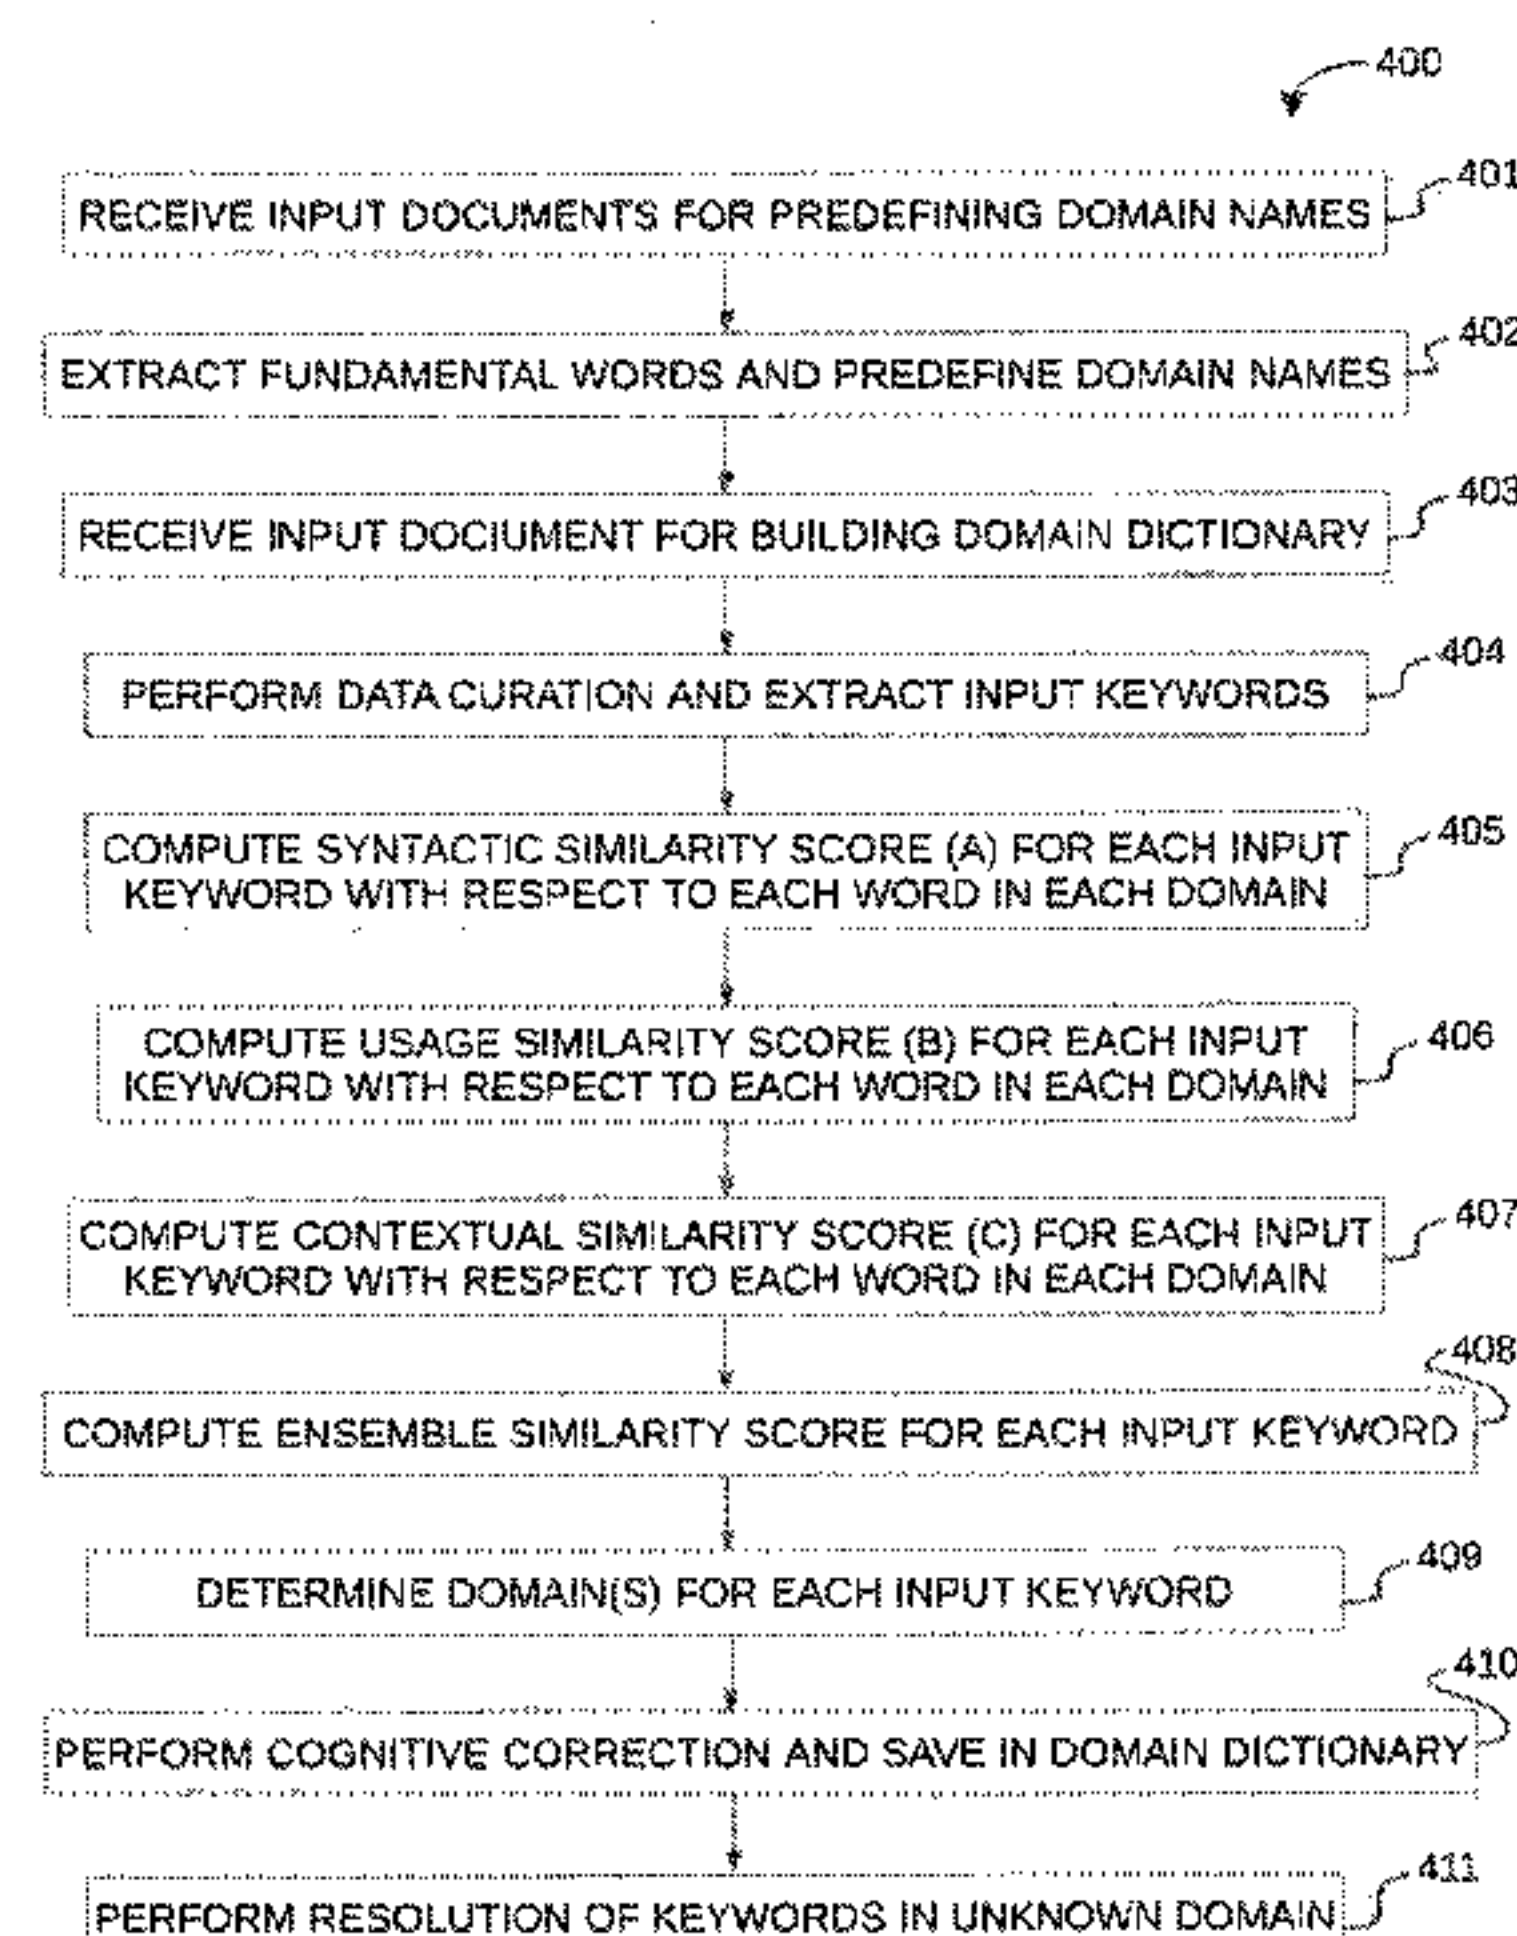 400
401
RECEIVE INPUT DOCUMENTS FOR PREDEFINING DOMAIN NAMES
402
EXTRACT FUNDAMENTAL WORDS AND PREDEFINE DOMAIN NAMES
403
RECEIVE INPUT DOCIUMENT FOR BUILDING DOMAIN DICTIONARY
404
PERFORM DATA CURATION AND EXTRACT INPUT KEYWORDS
405
COMPUTE SYNTACTIC SIMILARITY SCORE (A) FOR EACH INPUT
KEYWORD WITH RESPECT TO EACH WORD IN EACH DOMAIN
406
COMPUTE USAGE SIMILARITY SCORE (B) FOR EACH INPUT
KEYWORD WITH RESPECT TO EACH WORD IN EACH DOMAIN
407
COMPUTE CONTEXTUAL SIMILARITY SCORE (C) FOR EACH INPUT
KEYWORD WITH RESPECT TO EACH WORD IN EACH DOMAIN
408
COMPUTE ENSEMBLE SIMILARITY SCORE FOR EACH INPUT KEYWORD
409
DETERMINE DOMAIN(S) FOR EACH INPUT KEYWORD
410
PERFORM COGNITIVE CORRECTION AND SAVE IN DOMAIN DICTIONARY
411
PERFORM RESOLUTION OF KEYWORDS IN UNKNOWN DOMAIN